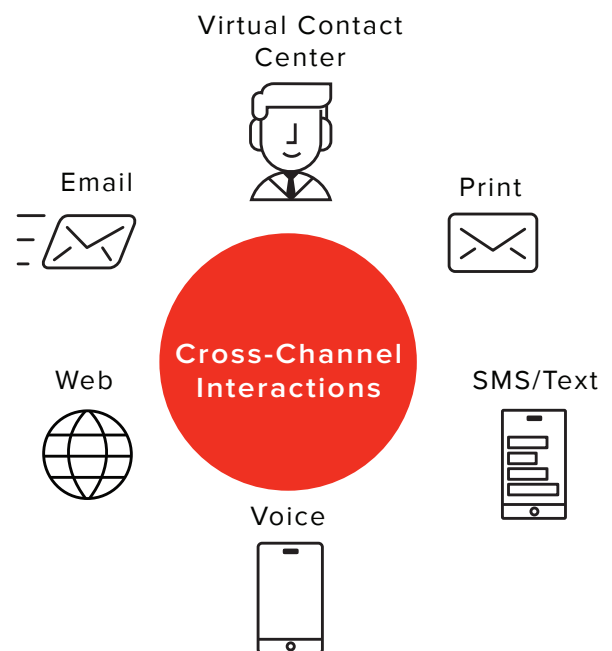 Virtual Contact
Center
Email
Print
Cross-Channel
Interactions
Web
SMS/Text
Voice